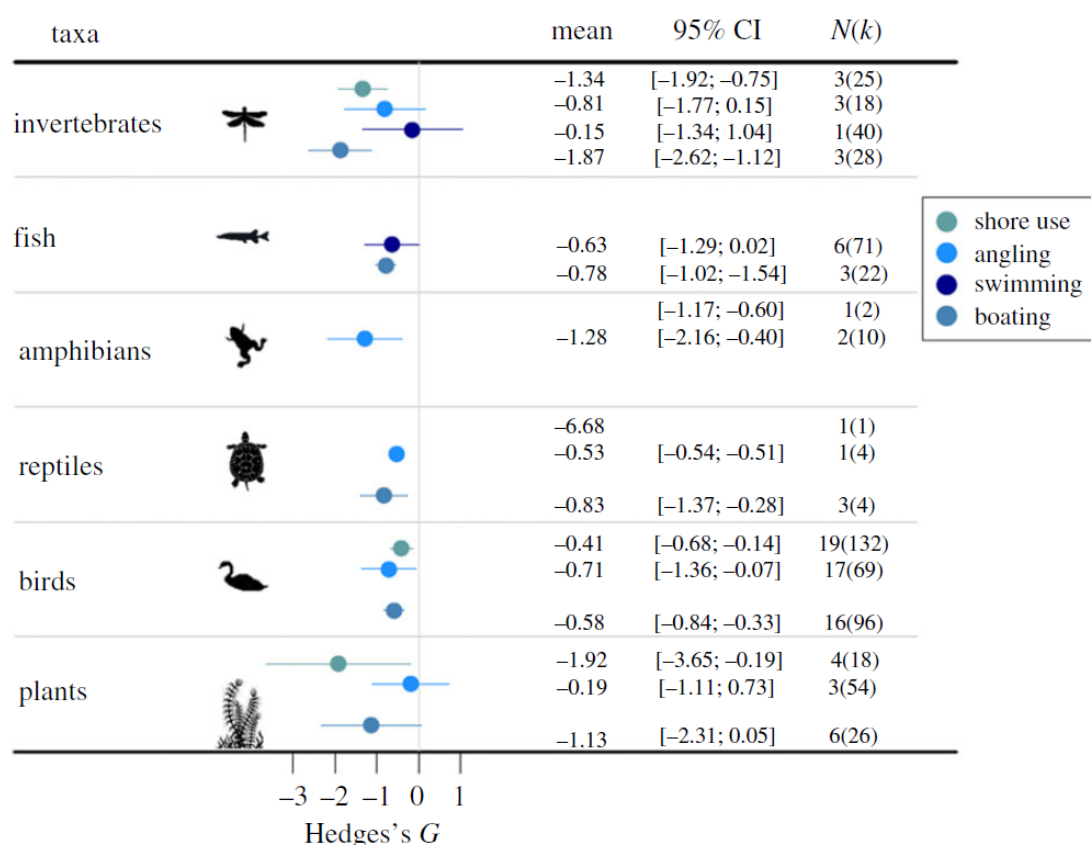 taxa mean 95% CI N(k)
–1.34 [–1.92; –0.75] 3(25)
–0.81 [–1.77; 0.15] 3(18)
invertebrates
–0.15 [–1.34; 1.04] 1(40)
–1.87 [–2.62; –1.12] 3(28)
fish
–0.63 [–1.29; 0.02] 6(71)
–0.78 [–1.02; –1.54] 3(22)
[–1.17; –0.60] 1(2)
amphibians –1.28 [–2.16; –0.40] 2(10)
–6.68 1(1)
reptiles –0.53 [–0.54; –0.51] 1(4)
–0.83 [–1.37; –0.28] 3(4)
–0.41 [–0.68; –0.14] 19(132)
birds –0.71 [–1.36; –0.07] 17(69)
–0.58 [–0.84; –0.33] 16(96)
–1.92 [–3.65; –0.19] 4(18)
plants –0.19 [–1.11; 0.73] 3(54)
–1.13 [–2.31; 0.05] 6(26)
–3 –2 –1 0 1
Hedges's G
shore use
angling
swimming
boating